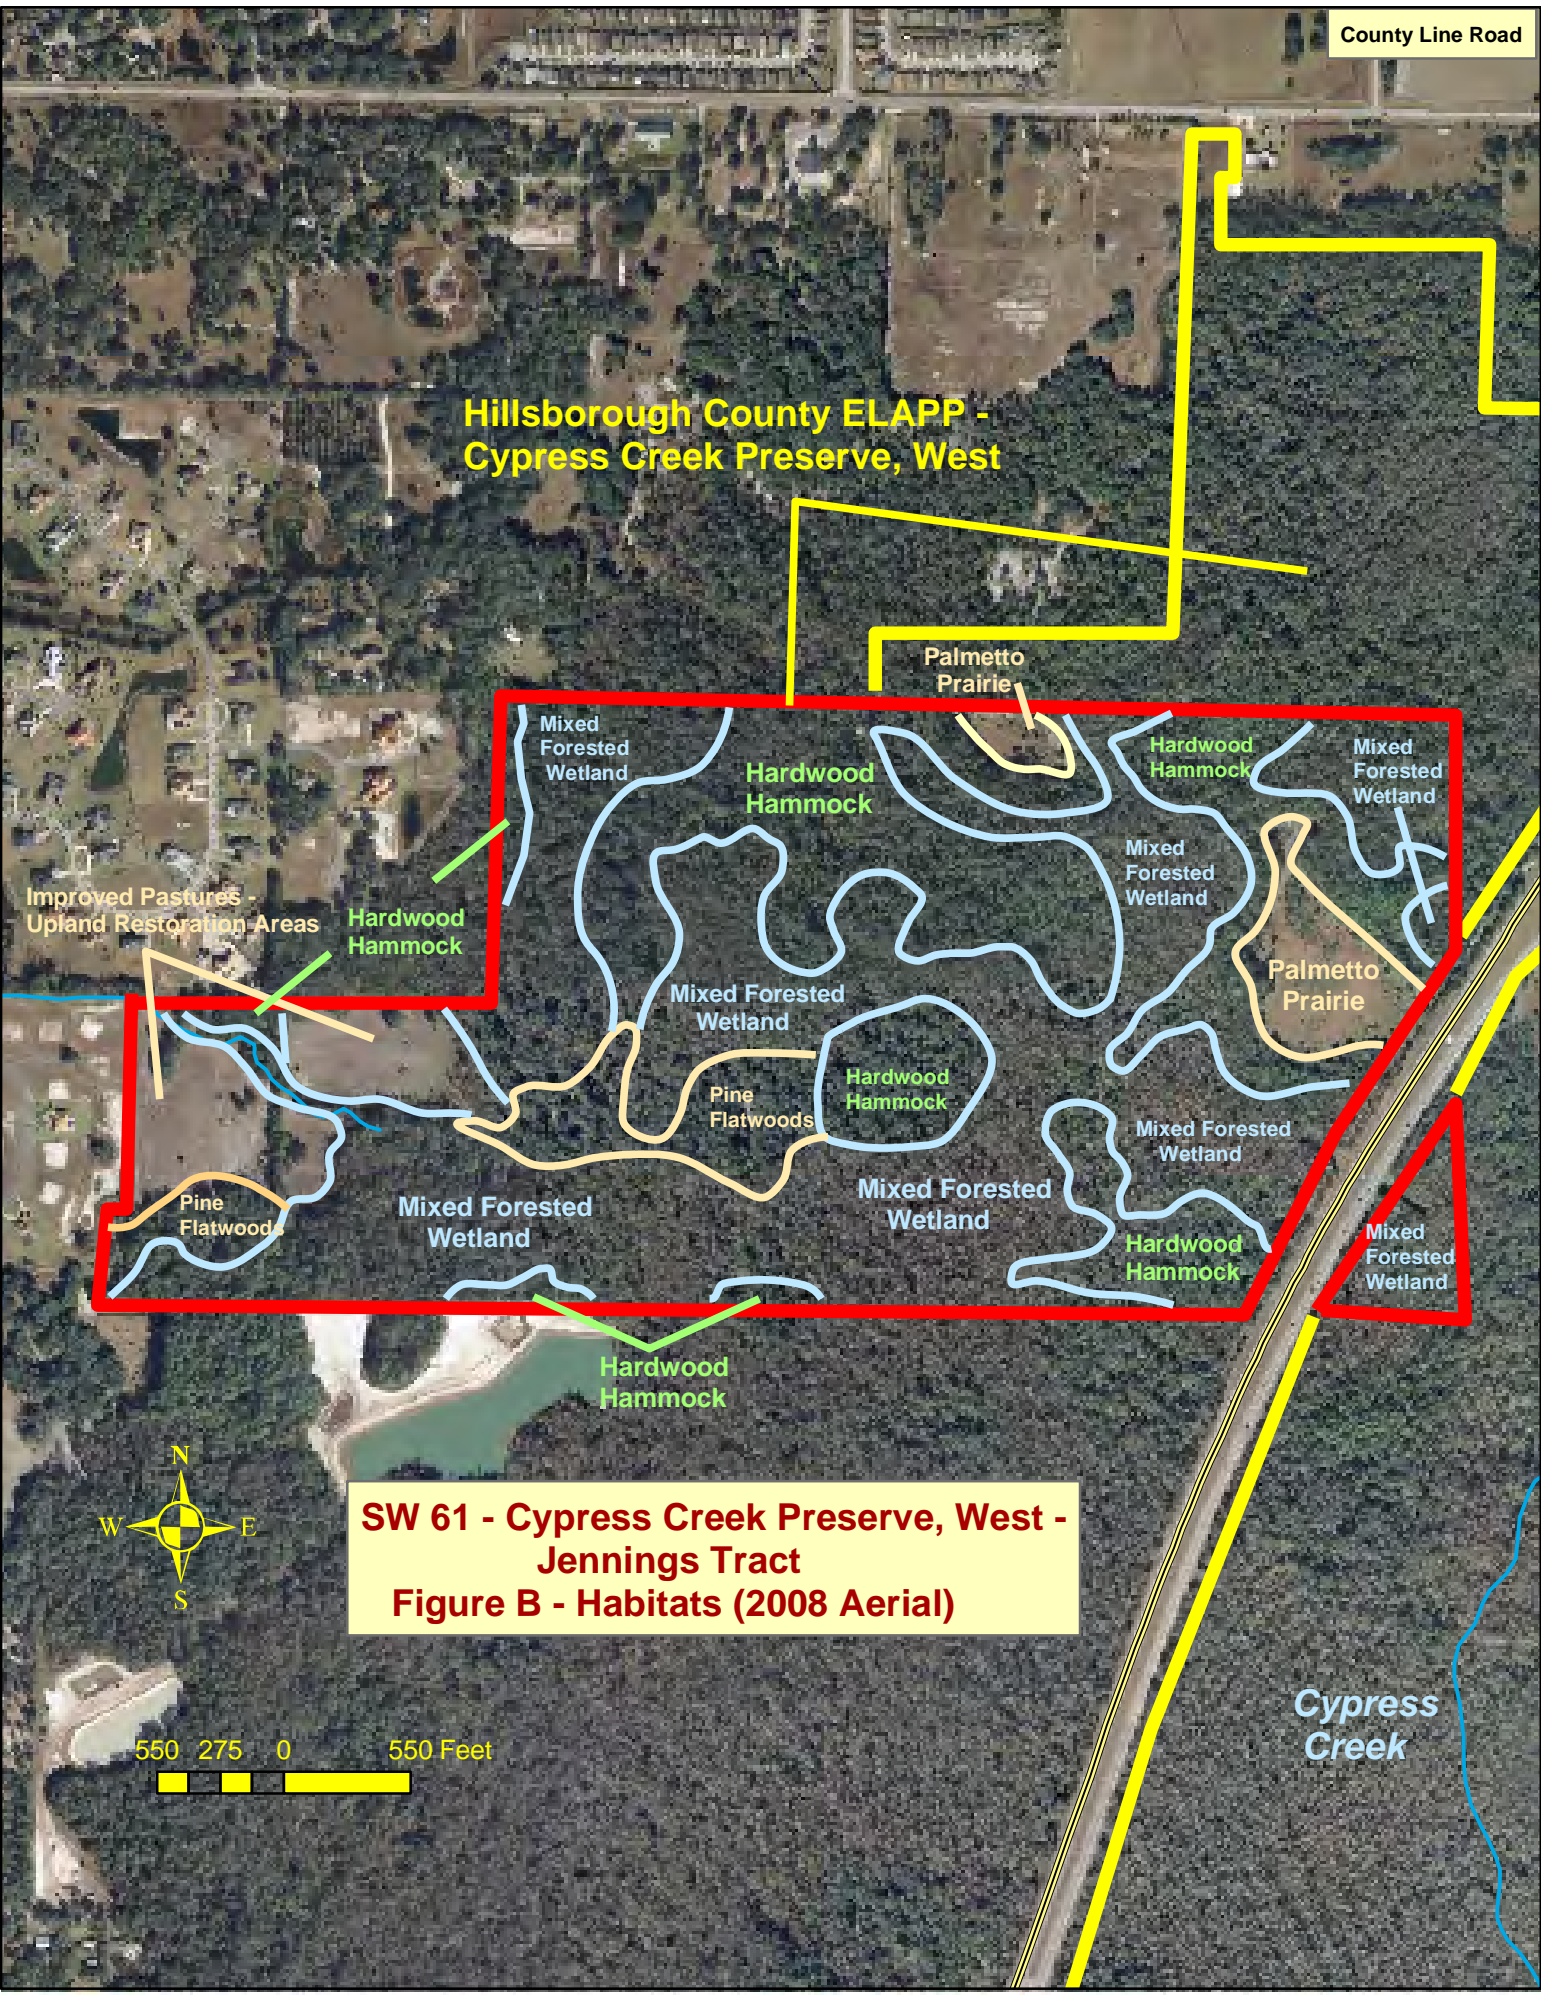 County Line Road
Hillsborough County ELAPP -
Cypress Creek Preserve, West
Palmetto
Prairie
Mixed
Forested
Wetland
Hardwood
Hammock
Hardwood
Hammock
Mixed
Forested
Wetland
Mixed
Forested
Wetland
Improved Pastures -
Upland Restoration Areas
Hardwood
Hammock
Palmetto
Prairie
Mixed Forested
Wetland
Hardwood
Hammock
Pine
Flatwoods
Mixed Forested
Wetland
Pine
Flatwoods
Mixed Forested
Wetland
Mixed Forested
Wetland
Hardwood
Hammock
Mixed
Forested
Wetland
Hardwood
Hammock
N
W
E
S
SW 61 - Cypress Creek Preserve, West -
Jennings Tract
Figure B - Habitats (2008 Aerial)
Cypress
Creek
550 275 0 550 Feet